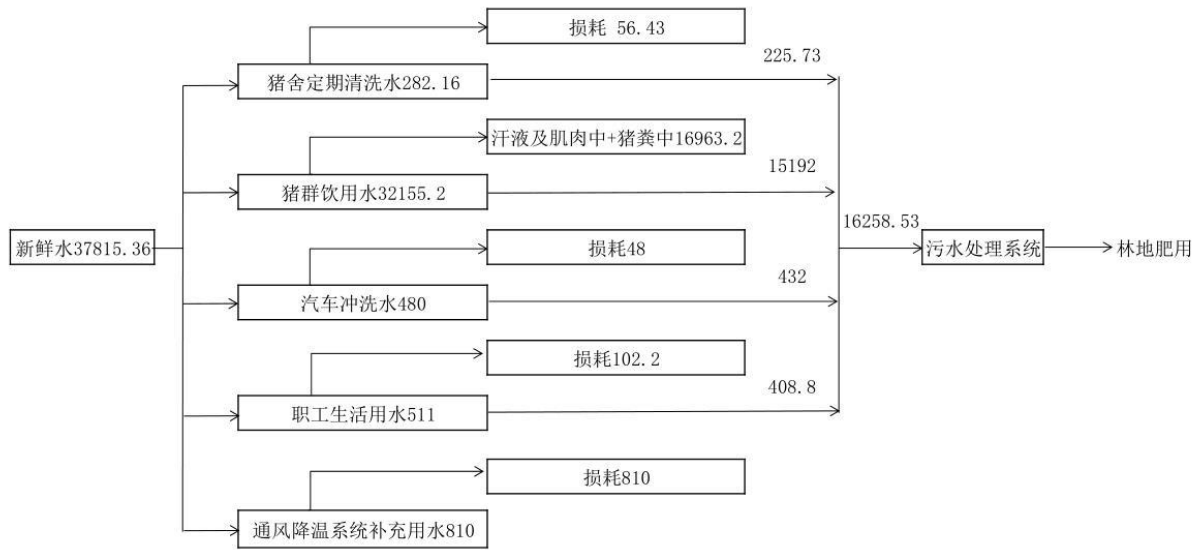 损耗 56.43
225.73
猪舍定期清洗水282.16
汗液及肌肉中+猪粪中16963.2
15192
猪群饮用水32155.2
16258.53
新鲜水37815.36
损耗48
污水处理系统
林地肥用
432
汽车冲洗水480
损耗102.2
408.8
职工生活用水511
损耗810
通风降温系统补充用水810